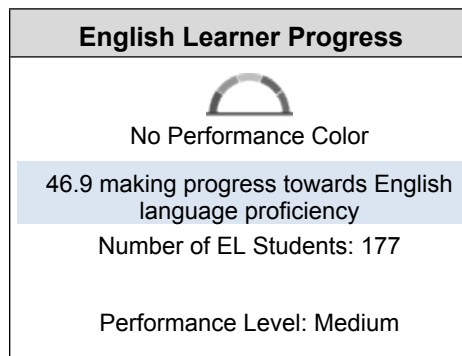 English Learner Progress
No Performance Color
46.9 making progress towards English
language proficiency
Number of EL Students: 177
Performance Level: Medium